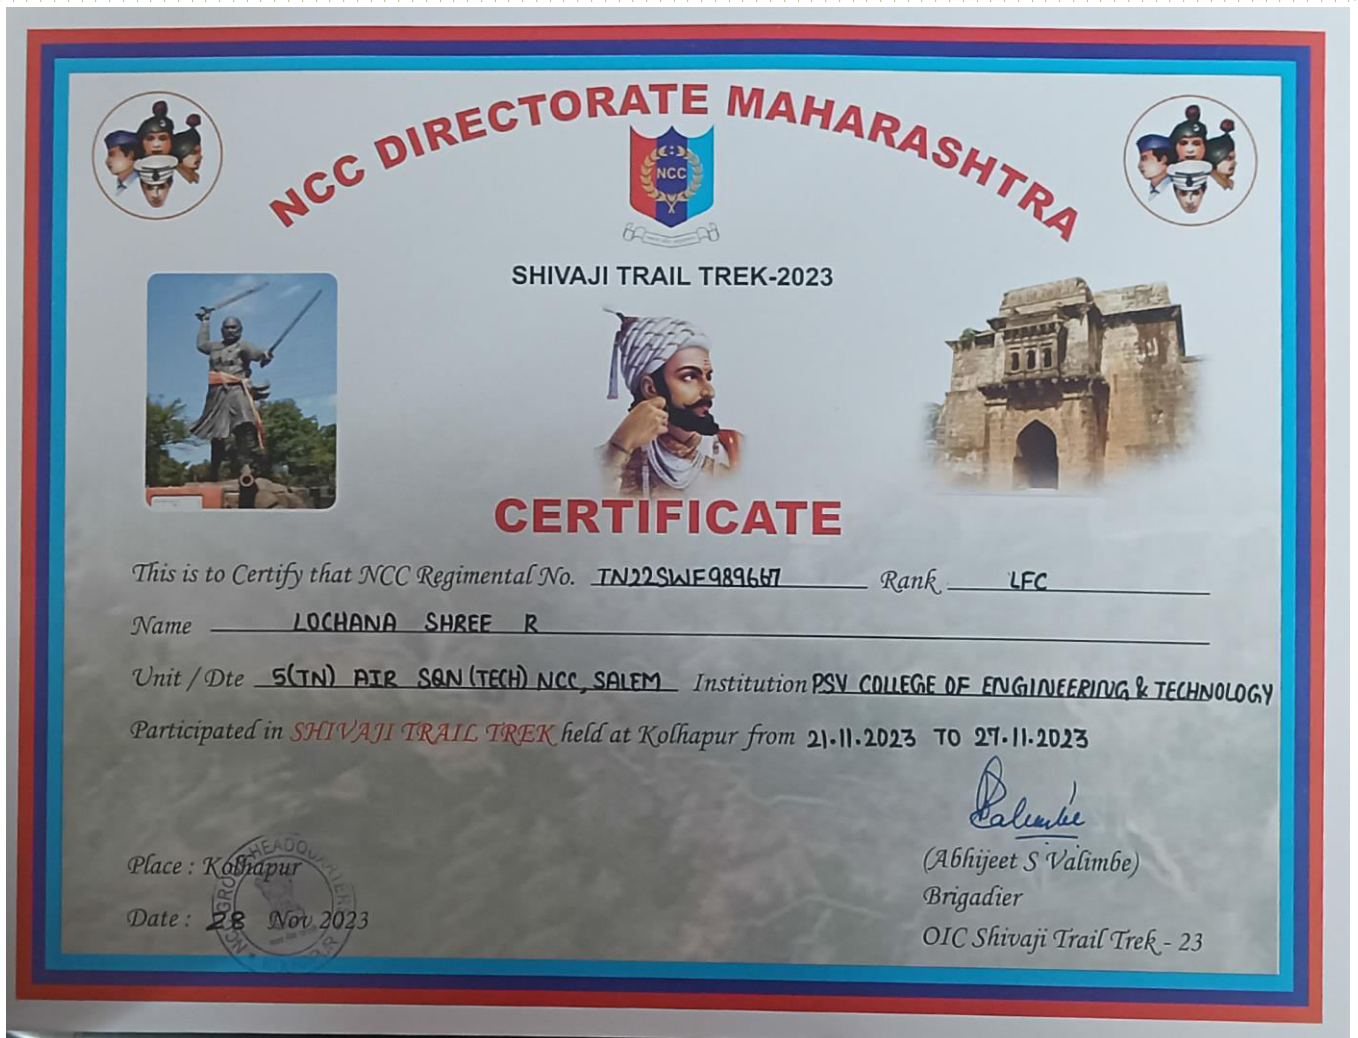 NCC DIRECTORATE MAHARASHTRA
NCC
SHIVAJI TRAIL TREK-2023
CERTIFICATE
This is to Certify that NCC Regimental No. TN22SWF989667 Rank LFC
Name LOCHANA SHREE R
Unit / Dte 5(TN) AIR SQN (TECH) NCC, SALEM Institution PSV COLLEGE OF ENGINEERING & TECHNOLOGY
Participated in SHIVAJI TRAIL TREK held at Kolhapur from 21.11.2023 TO 27.11.2023
(Abhijeet S Valimbe)
Place : Kolhapur
Brigadier
Date : 28 Nov 2023
OIC Shivaji Trail Trek - 23
NCC GROUP HEADQUARTERS